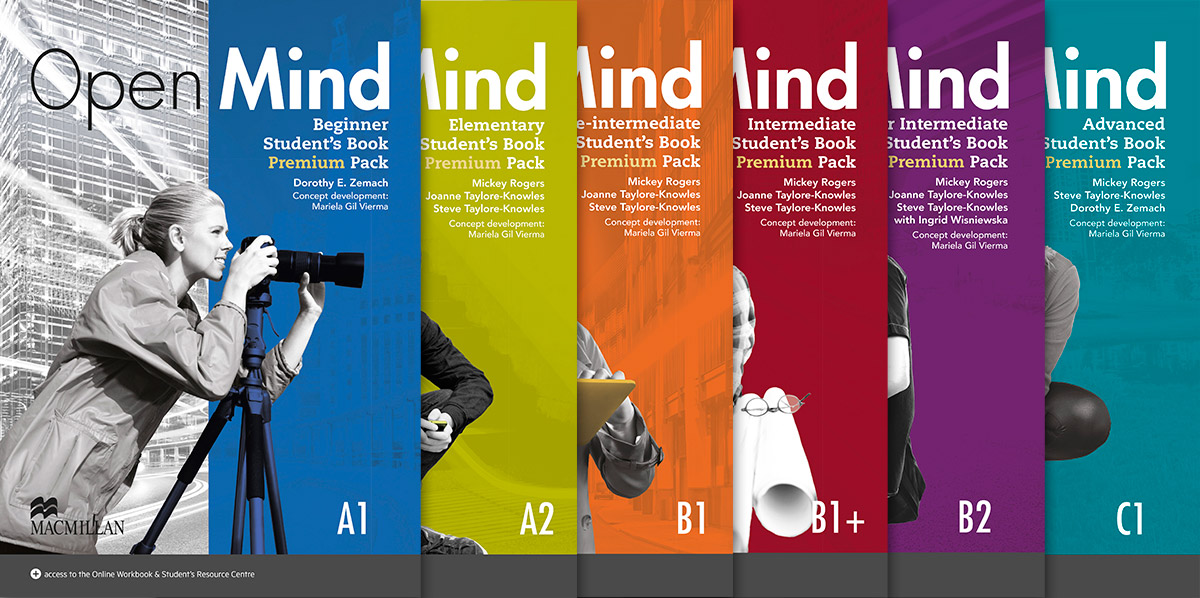 Open Mind
Beginner
Student's Book
Premium Pack
Dorothy E. Zemach
Concept development:
Mariela Gil Vierma
A1
MACMILLAN
access to the Online Workbook & Student's Resource Centre
Mind
Elementary
Student's Book
Premium Pack
Mickey Rogers
Joanne Taylore-Knowles
Steve Taylore-Knowles
Concept development:
Mariela Gil Vierma
A2
Mind
e-intermediate
Student's Book
Premium Pack
Mickey Rogers
Joanne Taylore-Knowles
Steve Taylore-Knowles
Concept development:
Mariela Gil Vierma
B1
Mind
Intermediate
Student's Book
Premium Pack
Mickey Rogers
Joanne Taylore-Knowles
Steve Taylore-Knowles
Concept development:
Mariela Gil Vierma
B1+
Mind
r Intermediate
Student's Book
Premium Pack
Mickey Rogers
Joanne Taylore-Knowles
Steve Taylore-Knowles
with Ingrid Wisniewska
Concept development:
Mariela Gil Vierma
B2
Mind
Advanced
Student's Book
Premium Pack
Mickey Rogers
Steve Taylore-Knowles
Dorothy E. Zemach
Concept development:
Mariela Gil Vierma
C1